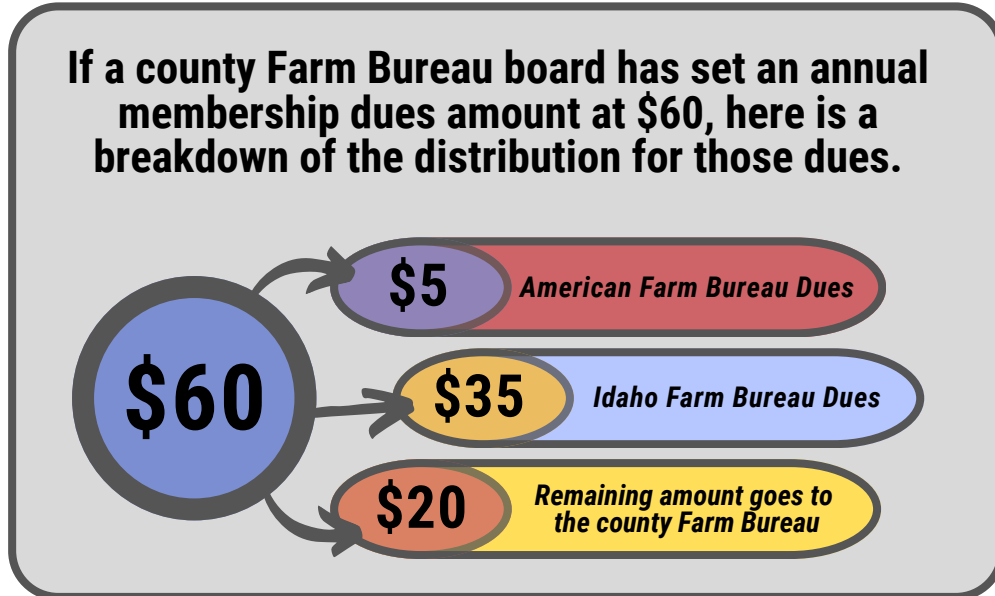 If a county Farm Bureau board has set an annual
membership dues amount at $60, here is a
breakdown of the distribution for those dues.
$60
$5
American Farm Bureau Dues
$35
Idaho Farm Bureau Dues
$20
Remaining amount goes to
the county Farm Bureau